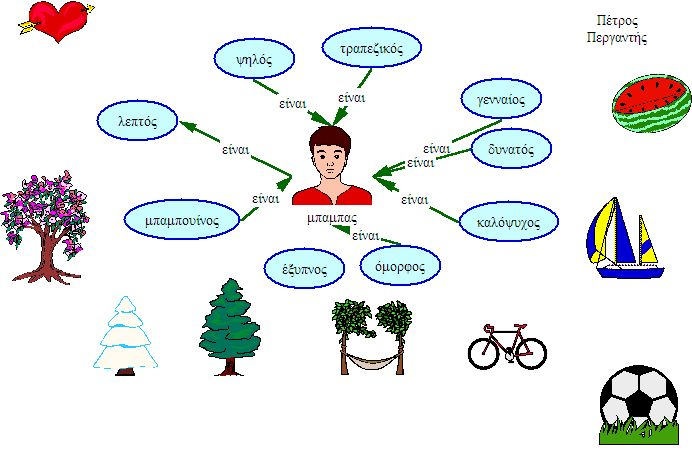 Πέτρος
Περγαντής
ψηλός
τραπεζικός
είναι
είναι
γενναίος
λεπτός
είναι
είναι
δυνατός
είναι
μπαμπουίνος
είναι
είναι
καλόψυχος
μπαμπας
είναι
έξυπνος
όμορφος